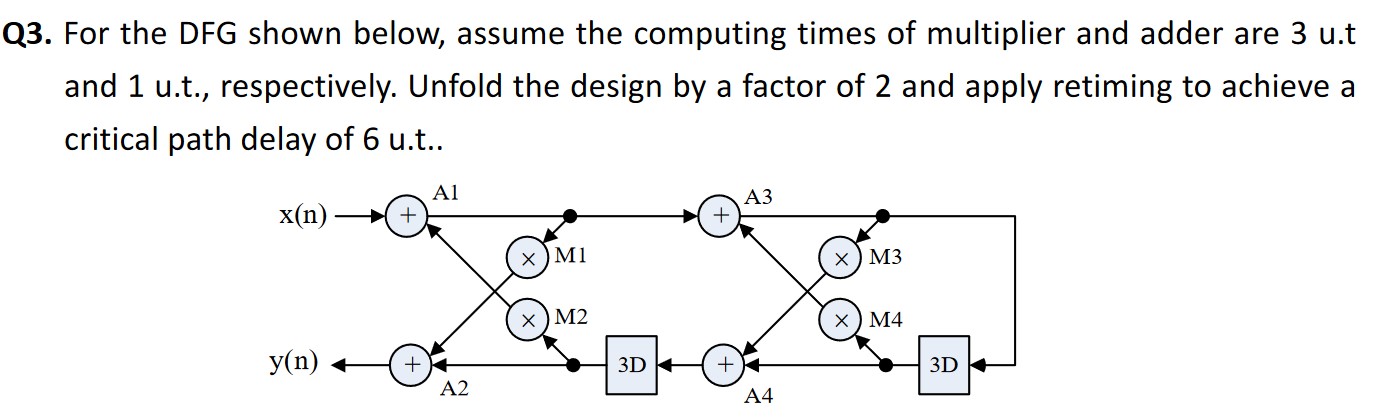 Q3. For the DFG shown below, assume the computing times of multiplier and adder are 3 u.t
and 1 u.t., respectively. Unfold the design by a factor of 2 and apply retiming to achieve a
critical path delay of 6 u.t..
A1
A3
x(n)
+
+
×
M1
×
M3
×
M2
×
M4
y(n)
+
3D
+
3D
A2
A4